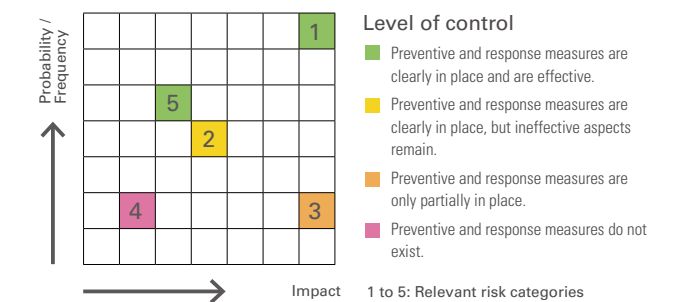 Probability /
Frequency
1
5
2
4
3
Impact
Level of control
Preventive and response measures are
clearly in place and are effective.
Preventive and response measures are
clearly in place, but ineffective aspects
remain.
Preventive and response measures are
only partially in place.
Preventive and response measures do not
exist.
1 to 5: Relevant risk categories